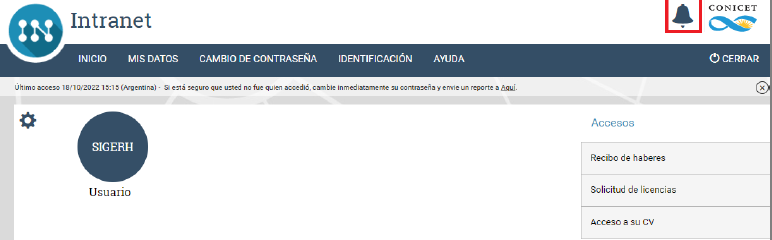 IN
Intranet
CONICET
INICIO MIS DATOS CAMBIO DE CONTRASEÑA IDENTIFICACIÓN AYUDA CERRAR
Último acceso 18/10/2022 15:15 (Argentina) - Si está seguro que usted no fue quien accedió, cambie inmediatamente su contraseña y envie un reporte a Aquí.
SIGERH
Usuario
Accesos
Recibo de haberes
Solicitud de licencias
Acceso a su CV